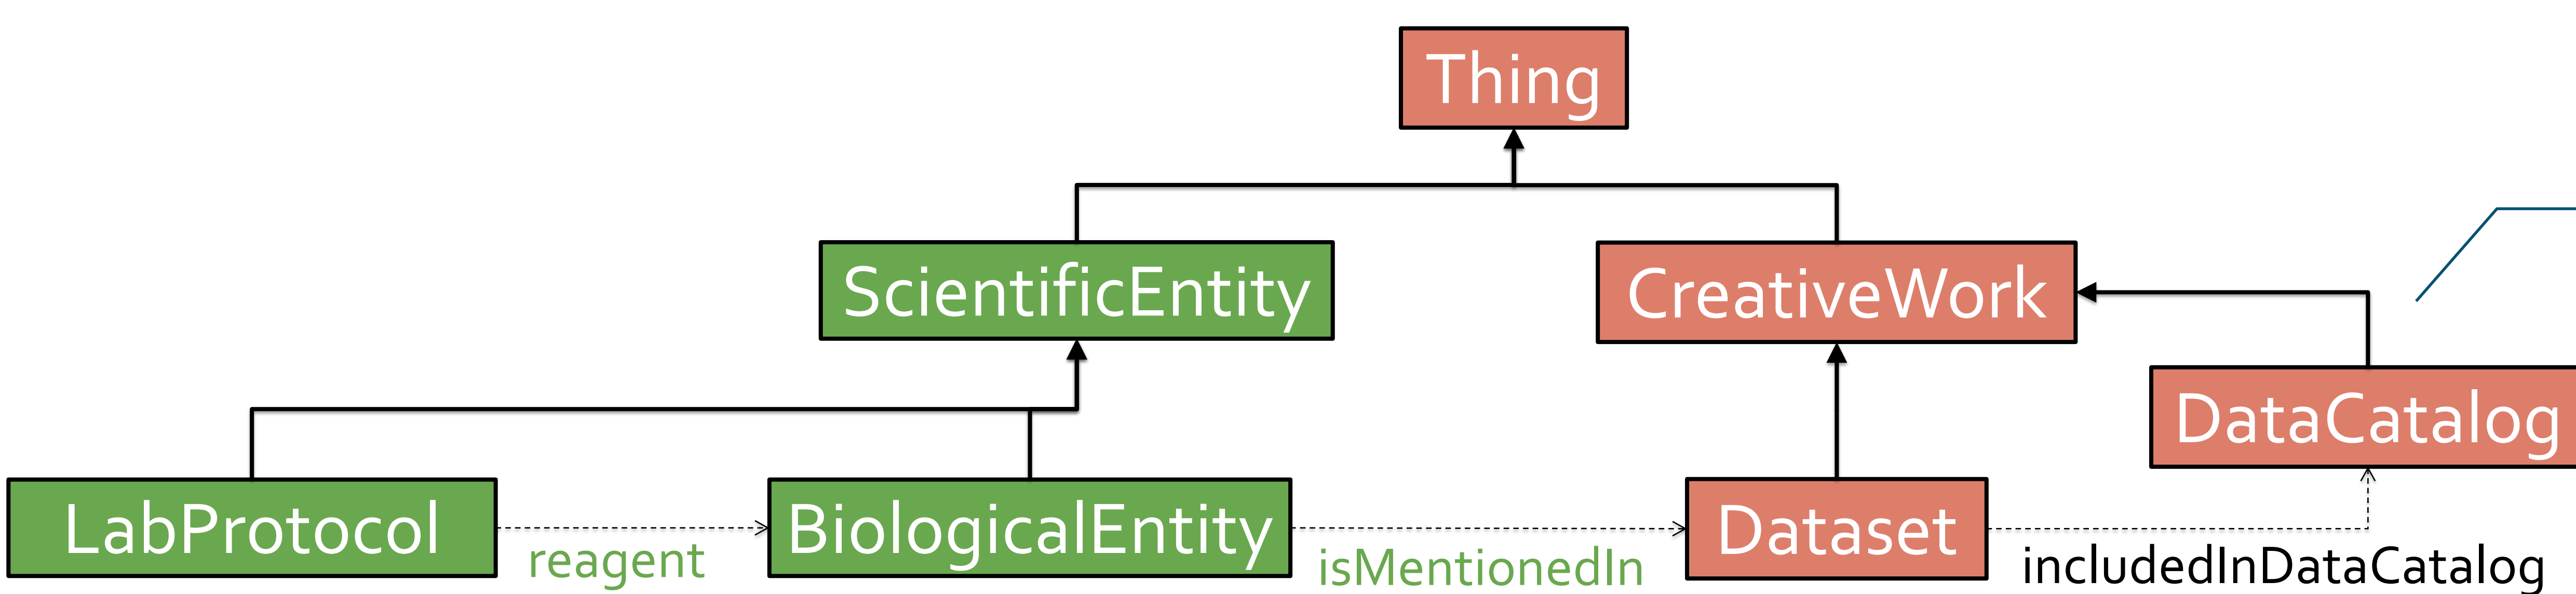 Thing
ScientificEntity
CreativeWork
DataCatalog
LabProtocol
reagent
BiologicalEntity
isMentionedIn
Dataset
includedInDataCatalog